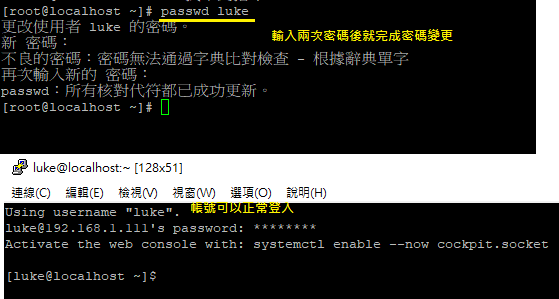 [root@localhost ~]# passwd luke
更改使用者 luke 的密碼。
輸入兩次密碼後就完成密碼變更
新 密碼：
不良的密碼：密碼無法通過字典比對檢查 - 根據辭典單字
再次輸入新的 密碼：
passwd：所有核對代符都已成功更新。
[root@localhost ~]#
luke@localhost:~ [128x51]
連線(C) 編輯(E) 檢視(V) 視窗(W) 選項(O) 說明(H)
Using username "luke". 帳號可以正常登入
luke@192.168.1.111's password: ********
Activate the web console with: systemctl enable --now cockpit.socket
[luke@localhost ~]$